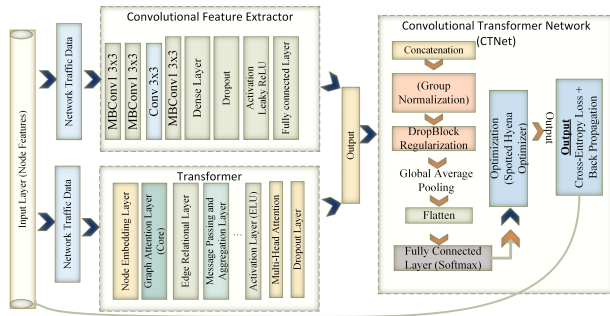 Input Layer (Node Features)
Network Traffic Data
Convolutional Feature Extractor
MBConv1 3x3
MBConv1 3x3
Conv 3x3
MBConv1 3x3
Dense Layer
Dropout
Activation
Leaky ReLU
Fully connected Layer
Network Traffic Data
Transformer
Node Embedding Layer
Graph Attention Layer
(Core)
Edge Relational Layer
Message Passing and
Aggregation Layer
...
Activation Layer (ELU)
Multi-Head Attention
Dropout Layer
Output
Convolutional Transformer Network
(CTNet)
Concatenation
(Group
Normalization)
DropBlock
Regularization
Global Average
Pooling
Flatten
Fully Connected
Layer (Softmax)
Optimization
(Spotted Hyena
Optimizer)
Output
Output
Cross-Entropy Loss +
Back Propagation